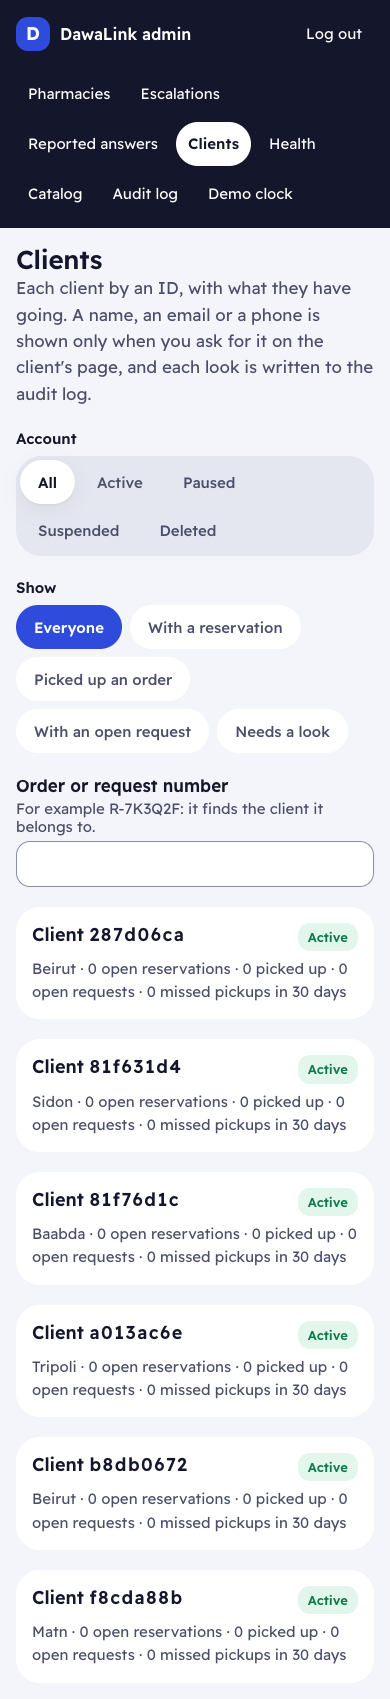 D DawaLink admin Log out
Pharmacies Escalations
Reported answers Clients Health
Catalog Audit log Demo clock
Clients
Each client by an ID, with what they have
going. A name, an email or a phone is
shown only when you ask for it on the
client's page, and each look is written to the
audit log.
Account
All Active Paused
Suspended Deleted
Show
Everyone With a reservation
Picked up an order
With an open request Needs a look
Order or request number
For example R-7K3Q2F: it finds the client it
belongs to.
Client 287d06ca Active
Beirut · 0 open reservations · 0 picked up · 0
open requests · 0 missed pickups in 30 days
Client 81f631d4 Active
Sidon · 0 open reservations · 0 picked up · 0
open requests · 0 missed pickups in 30 days
Client 81f76d1c Active
Baabda · 0 open reservations · 0 picked up · 0
open requests · 0 missed pickups in 30 days
Client a013ac6e Active
Tripoli · 0 open reservations · 0 picked up · 0
open requests · 0 missed pickups in 30 days
Client b8db0672 Active
Beirut · 0 open reservations · 0 picked up · 0
open requests · 0 missed pickups in 30 days
Client f8cda88b Active
Matn · 0 open reservations · 0 picked up · 0
open requests · 0 missed pickups in 30 days